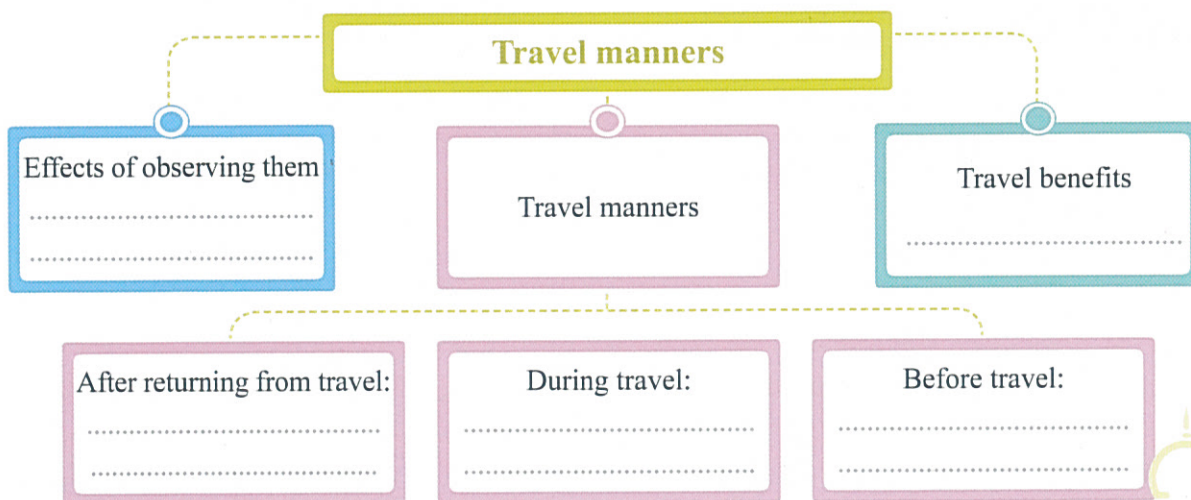 Travel manners
Effects of observing them
................................................
................................................
Travel manners
Travel benefits
................................................
After returning from travel:
................................................
................................................
During travel:
................................................
................................................
Before travel:
................................................
................................................